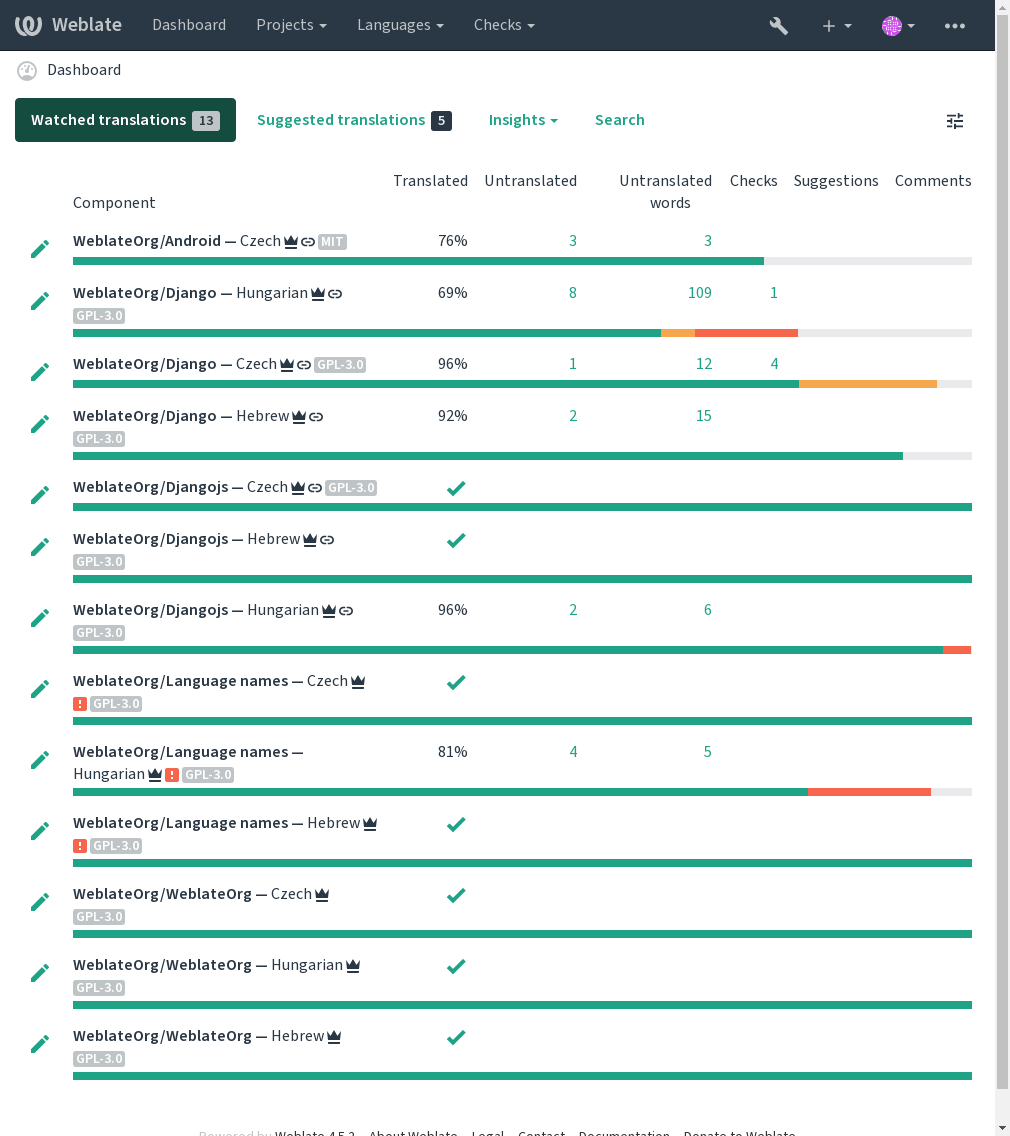 Weblate Dashboard Projects Languages Checks
Dashboard
Watched translations 13 Suggested translations 5 Insights Search
Component Translated Untranslated Untranslated words Checks Suggestions Comments
WeblateOrg/Android — Czech MIT 76% 3 3
WeblateOrg/Django — Hungarian 69% 8 109 1
GPL-3.0
WeblateOrg/Django — Czech GPL-3.0 96% 1 12 4
WeblateOrg/Django — Hebrew 92% 2 15
GPL-3.0
WeblateOrg/Djangojs — Czech GPL-3.0
WeblateOrg/Djangojs — Hebrew
GPL-3.0
WeblateOrg/Djangojs — Hungarian 96% 2 6
GPL-3.0
WeblateOrg/Language names — Czech
GPL-3.0
WeblateOrg/Language names — 81% 4 5
Hungarian GPL-3.0
WeblateOrg/Language names — Hebrew
GPL-3.0
WeblateOrg/WeblateOrg — Czech
GPL-3.0
WeblateOrg/WeblateOrg — Hungarian
GPL-3.0
WeblateOrg/WeblateOrg — Hebrew
GPL-3.0
Powered by Weblate 4.5.2 About Weblate Legal Contact Documentation Donate to Weblate